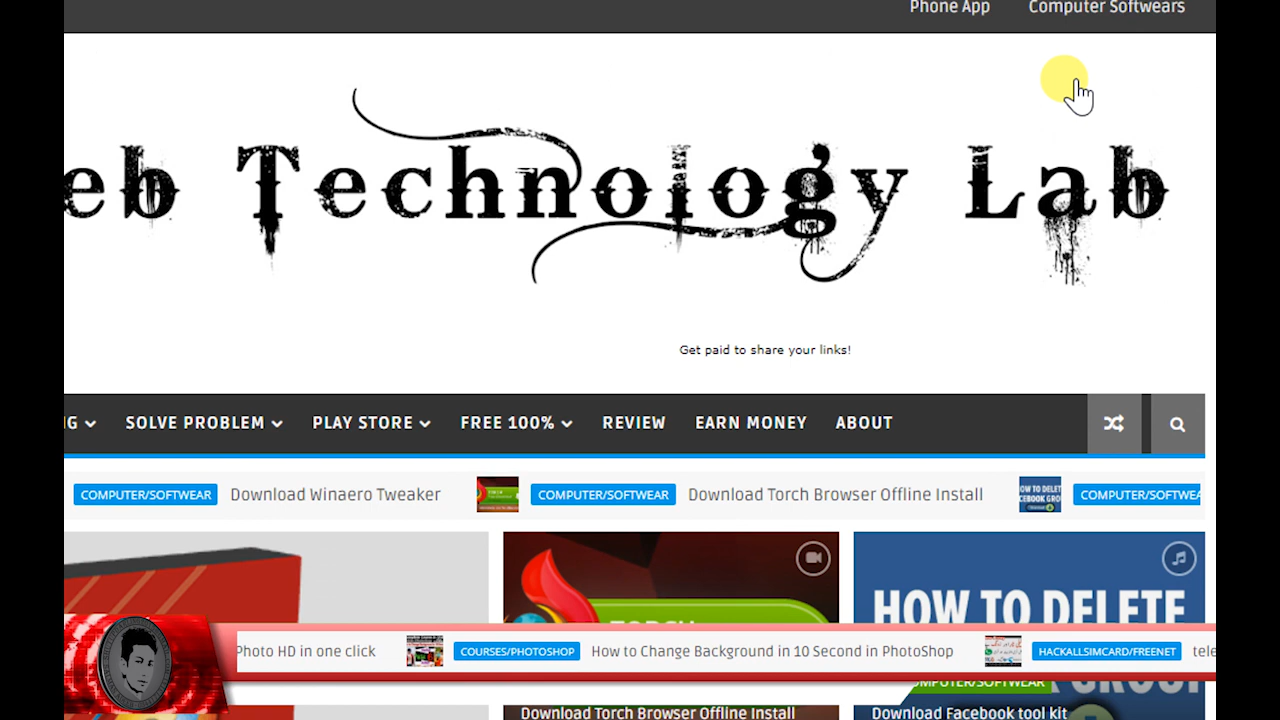 Phone App Computer Softwears
eb Technology Lab
Get paid to share your links!
G SOLVE PROBLEM PLAY STORE FREE 100% REVIEW EARN MONEY ABOUT
COMPUTER/SOFTWEAR Download Winaero Tweaker COMPUTER/SOFTWEAR Download Torch Browser Offline Install COMPUTER/SOFTWEA
HOW TO DELETE
Photo HD in one click COURSES/PHOTOSHOP How to Change Background in 10 Second in PhotoShop HACKALLSIMCARD/FREENET tele
Download Torch Browser Offline Install Download Facebook tool kit